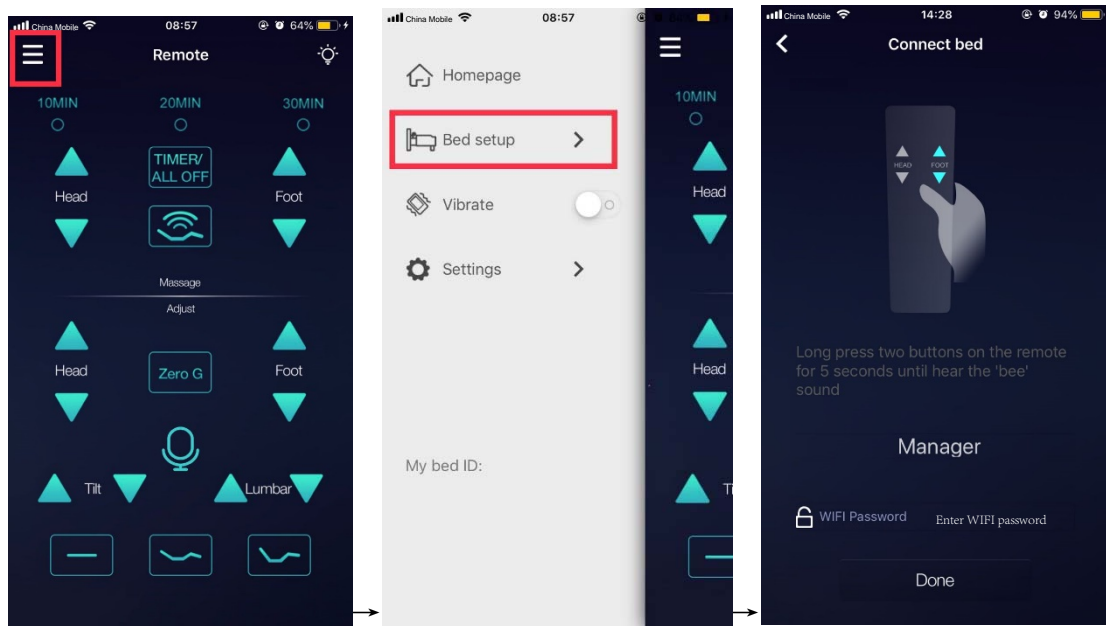 China Mobile 08:57 64%
Remote
10MIN 20MIN 30MIN
TIMER/
ALL OFF
Head Foot
Massage
Adjust
Head Zero G Foot
Tilt Lumbar
China Mobile 08:57
Homepage
Bed setup
Vibrate
Settings
My bed ID:
10MIN
Head
Head
Ti
China Mobile 14:28 94%
Connect bed
HEAD FOOT
Long press two buttons on the remote
for 5 seconds until hear the 'bee'
sound
Manager
WIFI Password Enter WIFI password
Done